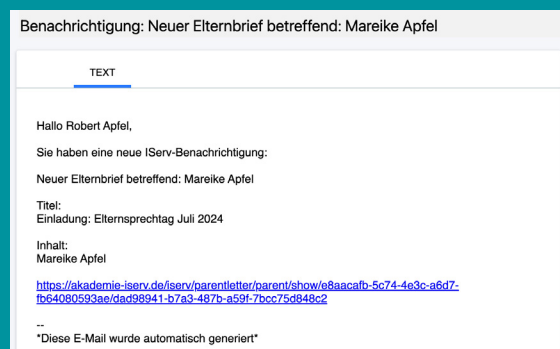 Benachrichtigung: Neuer Elternbrief betreffend: Mareike Apfel
TEXT
Hallo Robert Apfel,
Sie haben eine neue IServ-Benachrichtigung:
Neuer Elternbrief betreffend: Mareike Apfel
Titel:
Einladung: Elternsprechtag Juli 2024
Inhalt:
Mareike Apfel
https://akademie-iserv.de/iserv/parentletter/parent/show/e8aacafb-5c74-4e3c-a6d7-
fb64080593ae/dad98941-b7a3-487b-a59f-7bcc75d848c2
--
*Diese E-Mail wurde automatisch generiert*